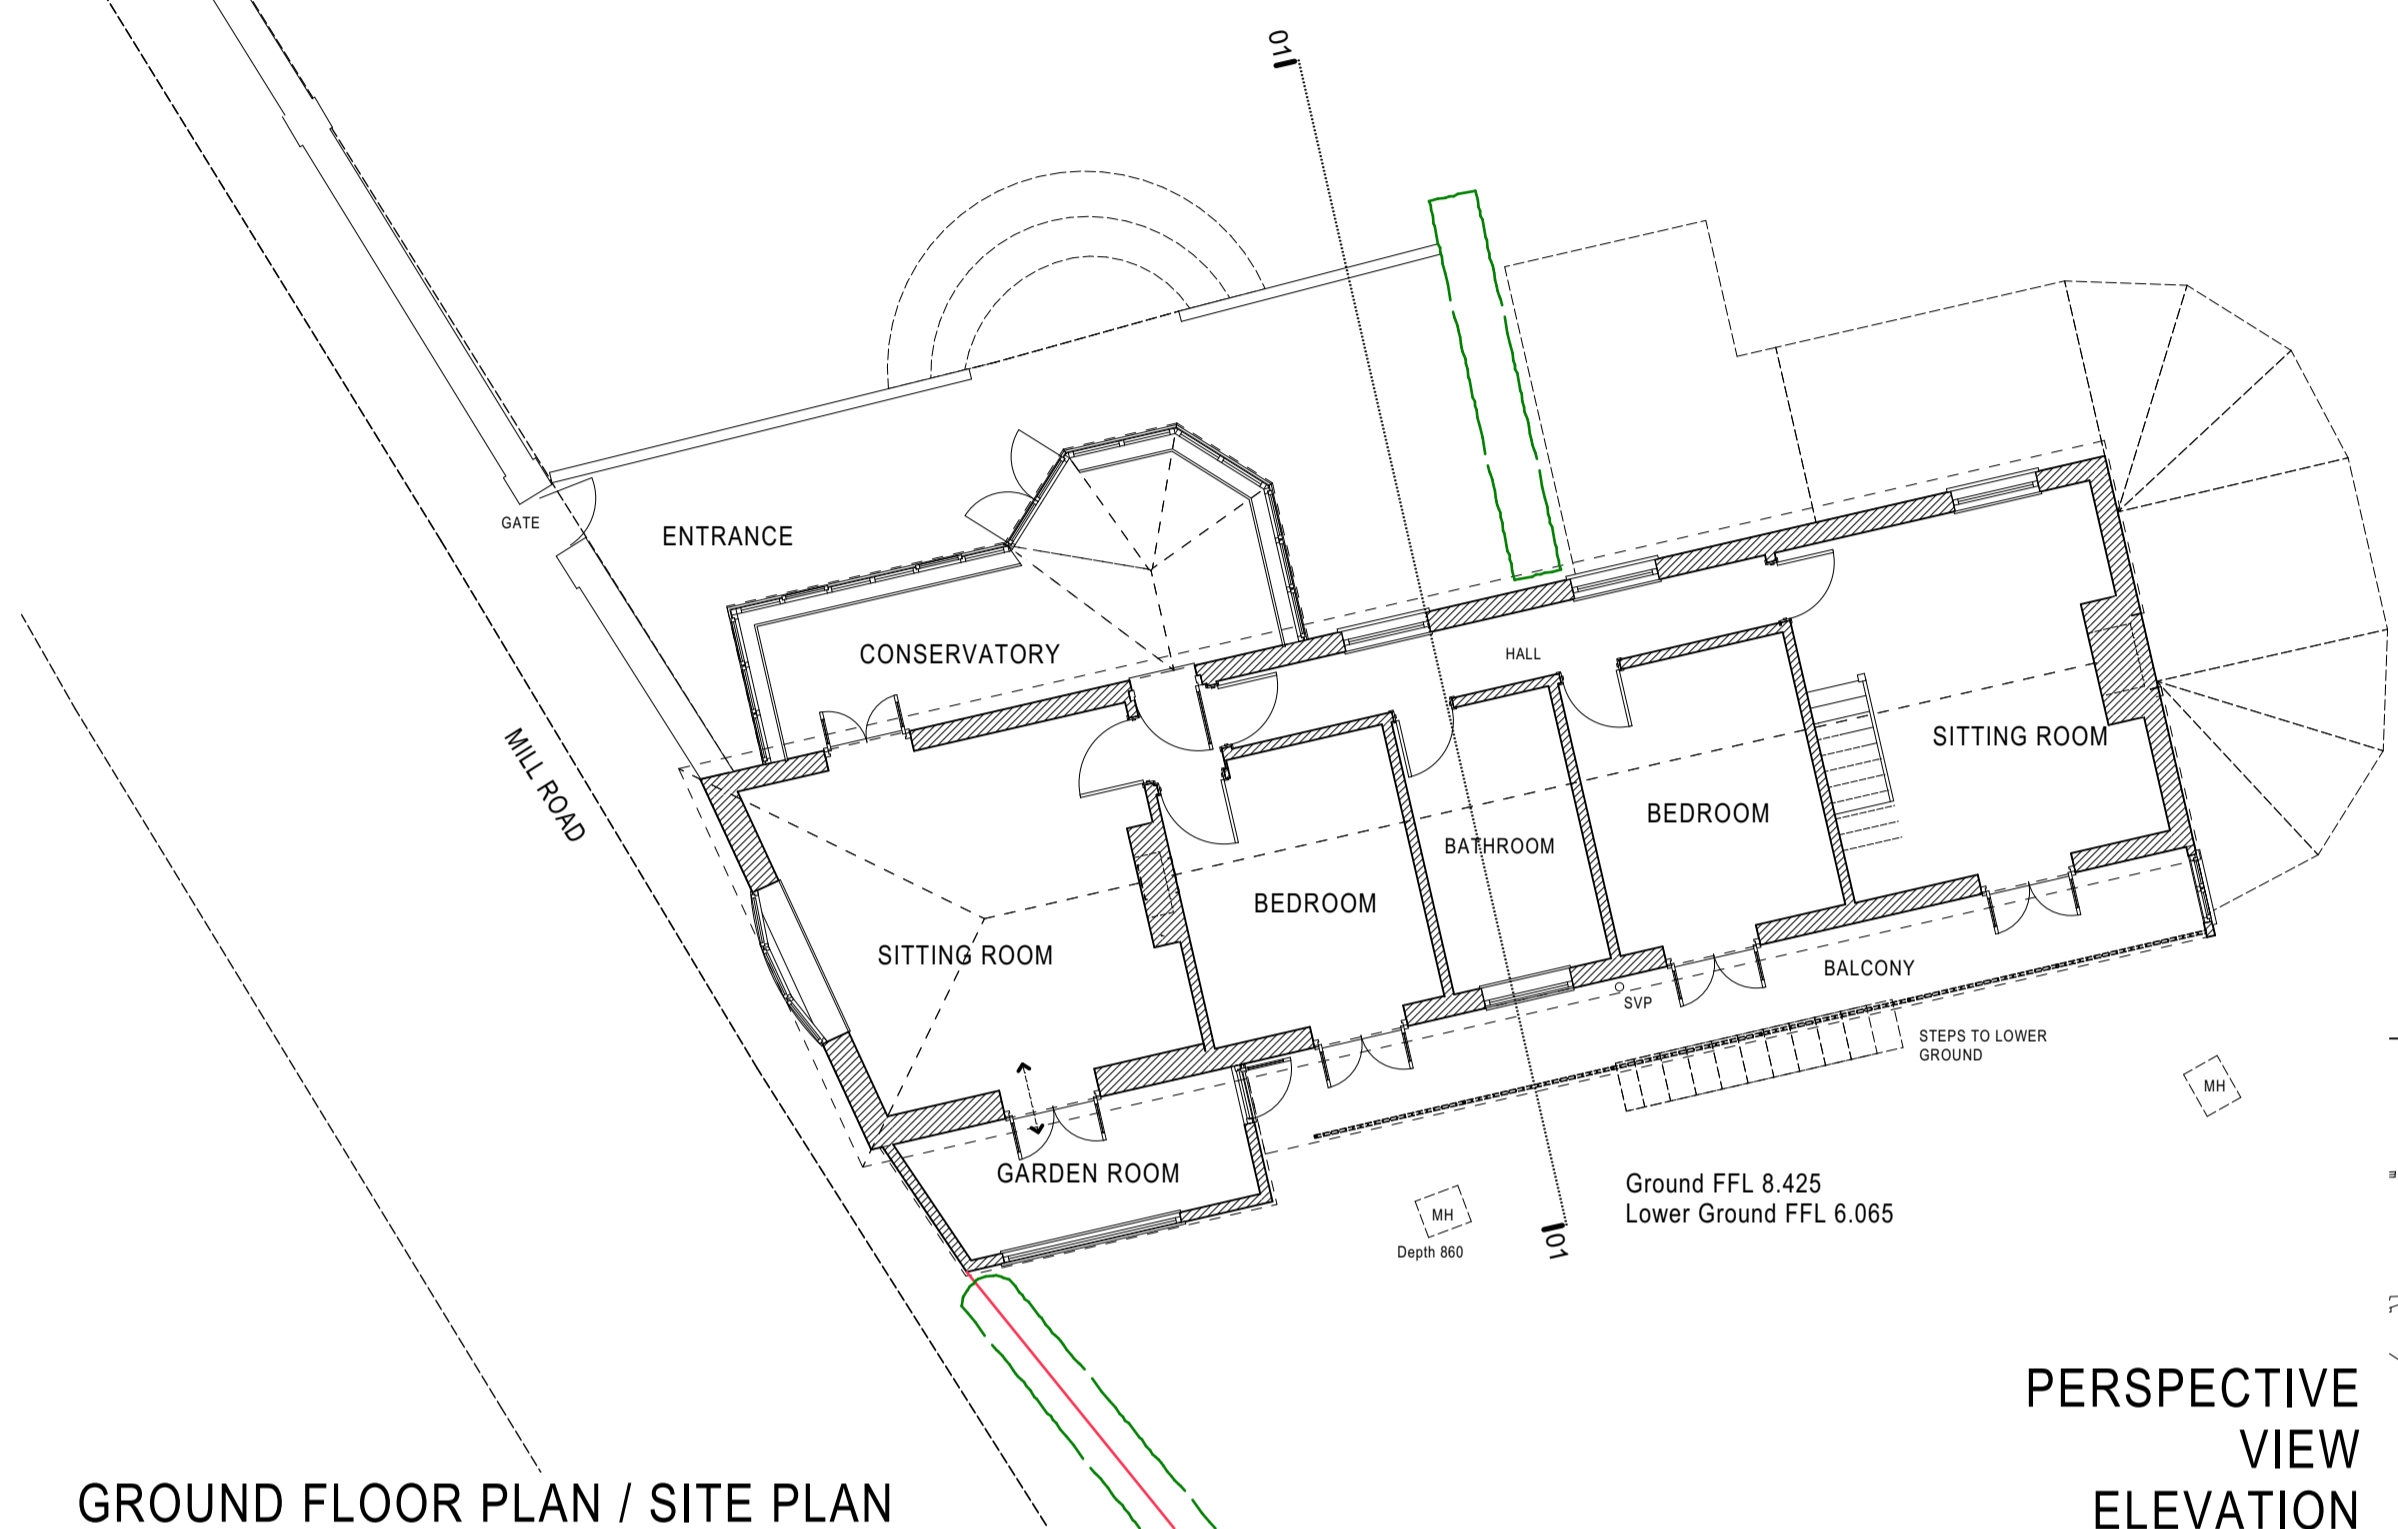 01
GATE
ENTRANCE
CONSERVATORY
HALL
MILL ROAD
SITTING ROOM
BEDROOM
BATHROOM
BEDROOM
SITTING ROOM
BALCONY
SVP
STEPS TO LOWER
GROUND
MH
GARDEN ROOM
Ground FFL 8.425
Lower Ground FFL 6.065
MH
Depth 860
01
PERSPECTIVE
VIEW
ELEVATION
GROUND FLOOR PLAN / SITE PLAN